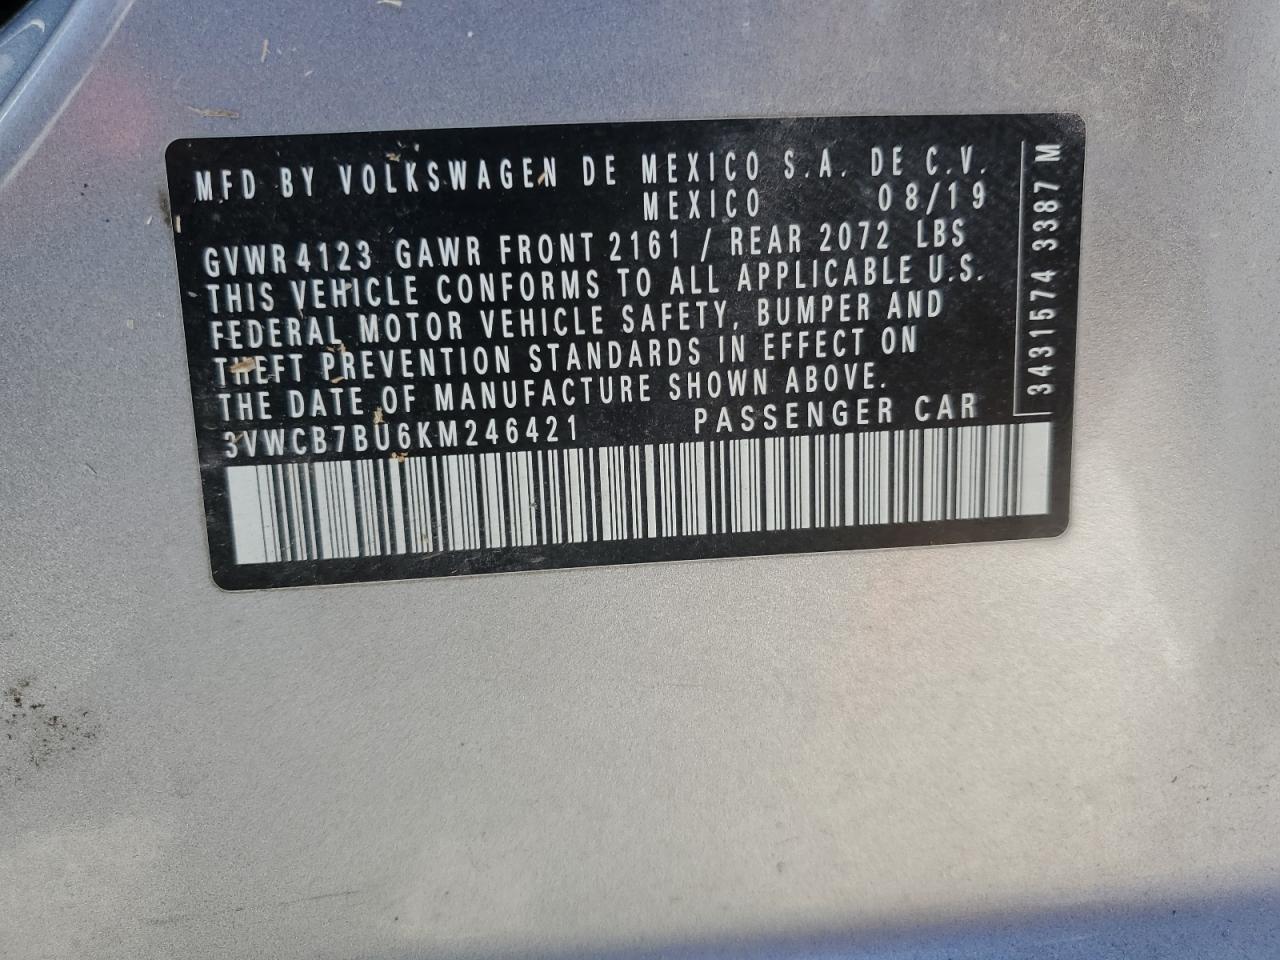 MFD BY VOLKSWAGEN DE MEXICO S.A. DE C.V.
MEXICO 08/19
GVWR 4123 GAWR FRONT 2161 / REAR 2072 LBS
THIS VEHICLE CONFORMS TO ALL APPLICABLE U.S.
FEDERAL MOTOR VEHICLE SAFETY, BUMPER AND
THEFT PREVENTION STANDARDS IN EFFECT ON
THE DATE OF MANUFACTURE SHOWN ABOVE.
3VWCB7BU6KM246421 PASSENGER CAR
3431574 3387 M